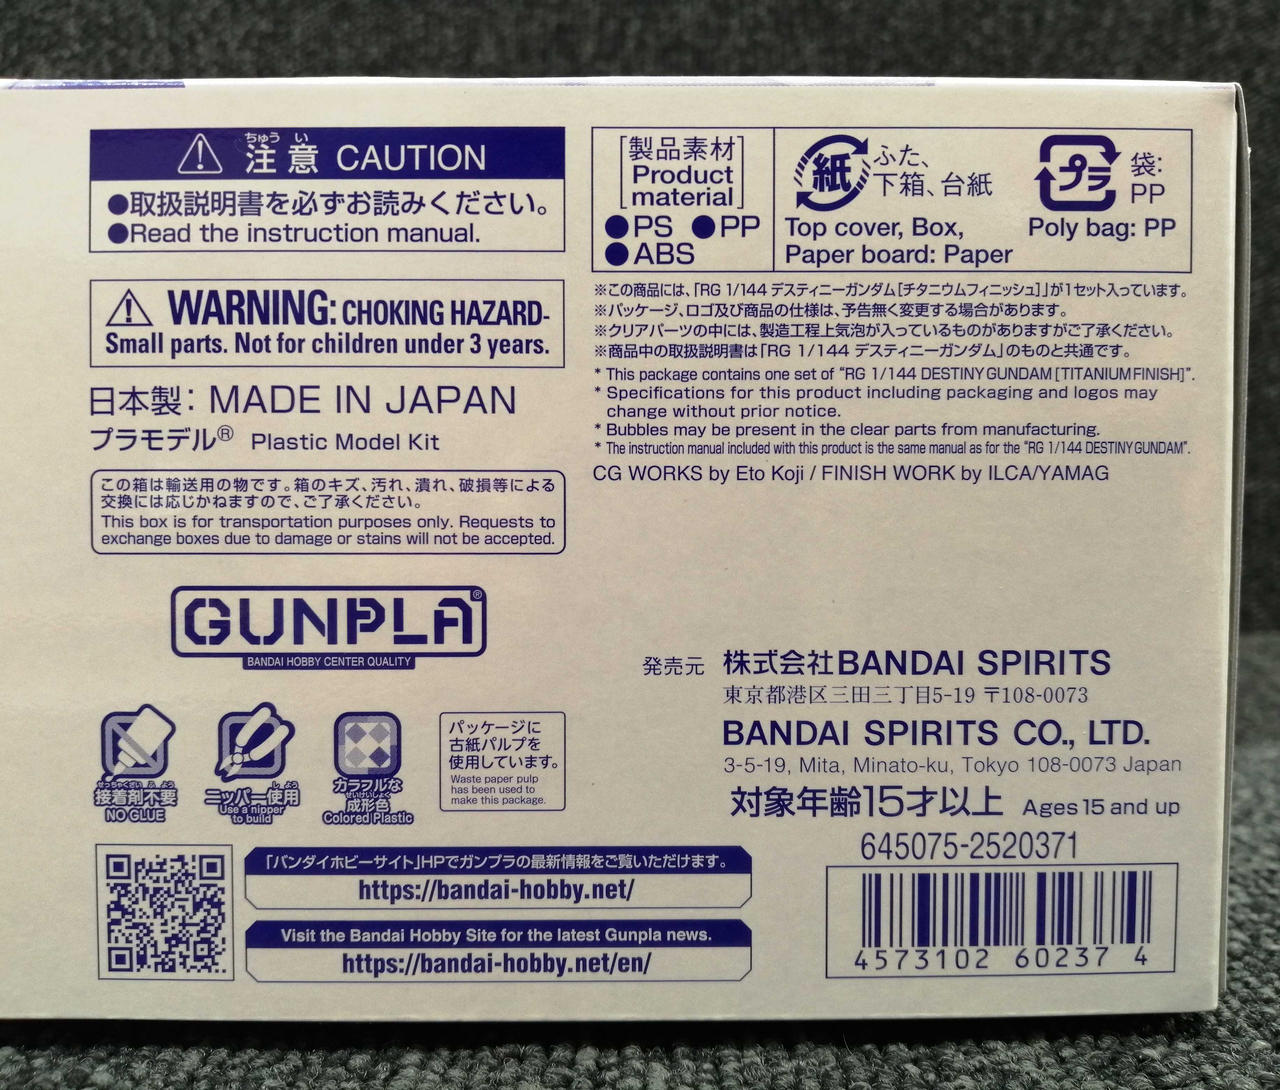 ちゅう い
注意 CAUTION
●取扱説明書を必ずお読みください。
●Read the instruction manual.
WARNING: CHOKING HAZARD-
Small parts. Not for children under 3 years.
日本製: MADE IN JAPAN
プラモデル® Plastic Model Kit
この箱は輸送用の物です。箱のキズ、汚れ、潰れ、破損等による
交換には応じかねますので、ご了承ください。
This box is for transportation purposes only. Requests to
exchange boxes due to damage or stains will not be accepted.
GUNPLA®
BANDAI HOBBY CENTER QUALITY
せっちゃくざい ふ よう
接着剤不要
NO GLUE
し よう
ニッパー使用
Use a nipper
to build
カラフルな
せいけいしょく
成形色
Colored Plastic
パッケージに
古紙パルプを
使用しています。
Waste paper pulp
has been used to
make this package.
「バンダイホビーサイト」HPでガンプラの最新情報をご覧いただけます。
https://bandai-hobby.net/
Visit the Bandai Hobby Site for the latest Gunpla news.
https://bandai-hobby.net/en/
[製品素材
Product
material]
●PS ●PP
●ABS
紙 ふた、
下箱、台紙
Top cover, Box,
Paper board: Paper
プラ 袋:
PP
Poly bag: PP
※この商品には、「RG 1/144 デスティニーガンダム[チタニウムフィニッシュ]」が1セット入っています。
※パッケージ、ロゴ及び商品の仕様は、予告無く変更する場合があります。
※クリアパーツの中には、製造工程上気泡が入っているものがありますがご了承ください。
※商品中の取扱説明書は「RG 1/144 デスティニーガンダム」のものと共通です。
* This package contains one set of "RG 1/144 DESTINY GUNDAM [TITANIUM FINISH]".
* Specifications for this product including packaging and logos may
change without prior notice.
* Bubbles may be present in the clear parts from manufacturing.
* The instruction manual included with this product is the same manual as for the "RG 1/144 DESTINY GUNDAM".
CG WORKS by Eto Koji / FINISH WORK by ILCA/YAMAG
発売元 株式会社BANDAI SPIRITS
東京都港区三田三丁目5-19 〒108-0073
BANDAI SPIRITS CO., LTD.
3-5-19, Mita, Minato-ku, Tokyo 108-0073 Japan
対象年齢15才以上 Ages 15 and up
645075-2520371
4573102 60237 4